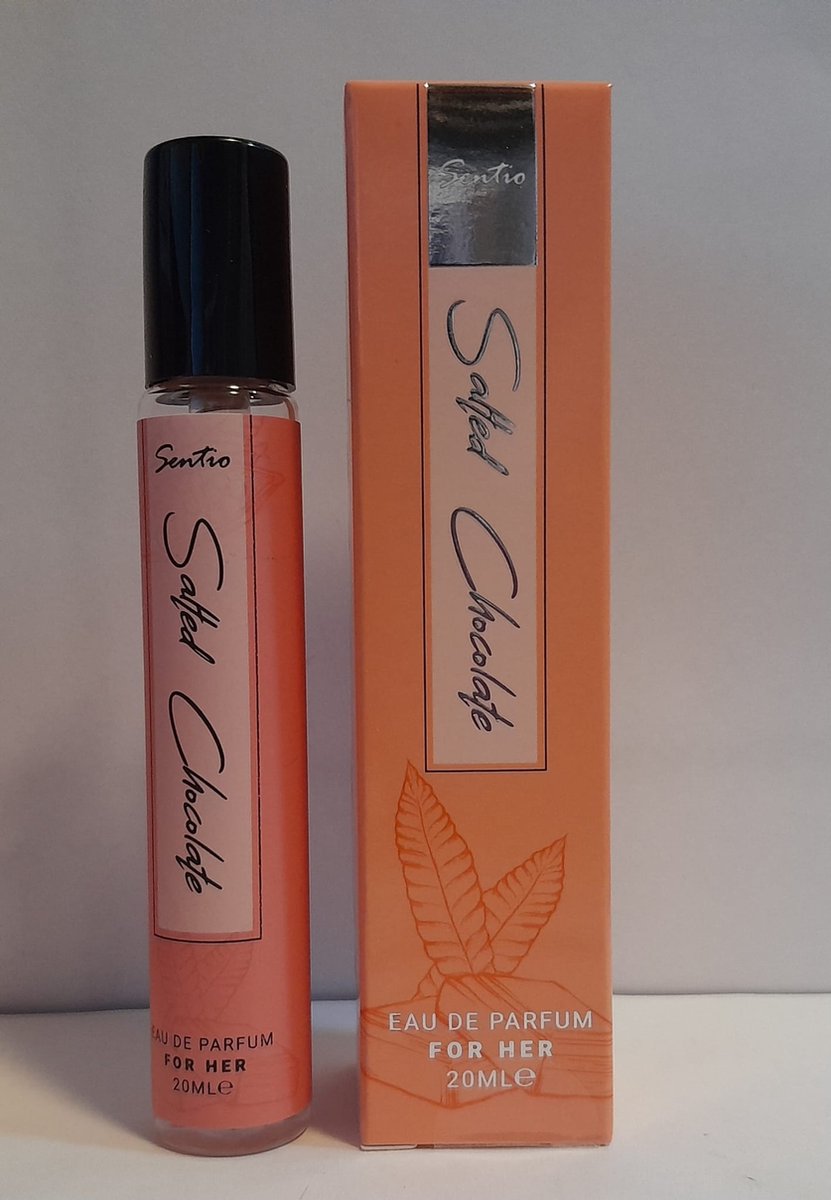 Sentio
Salted Chocolate
EAU DE PARFUM
FOR HER
20ML℮
Sentio
Salted Chocolate
EAU DE PARFUM
FOR HER
20ML℮